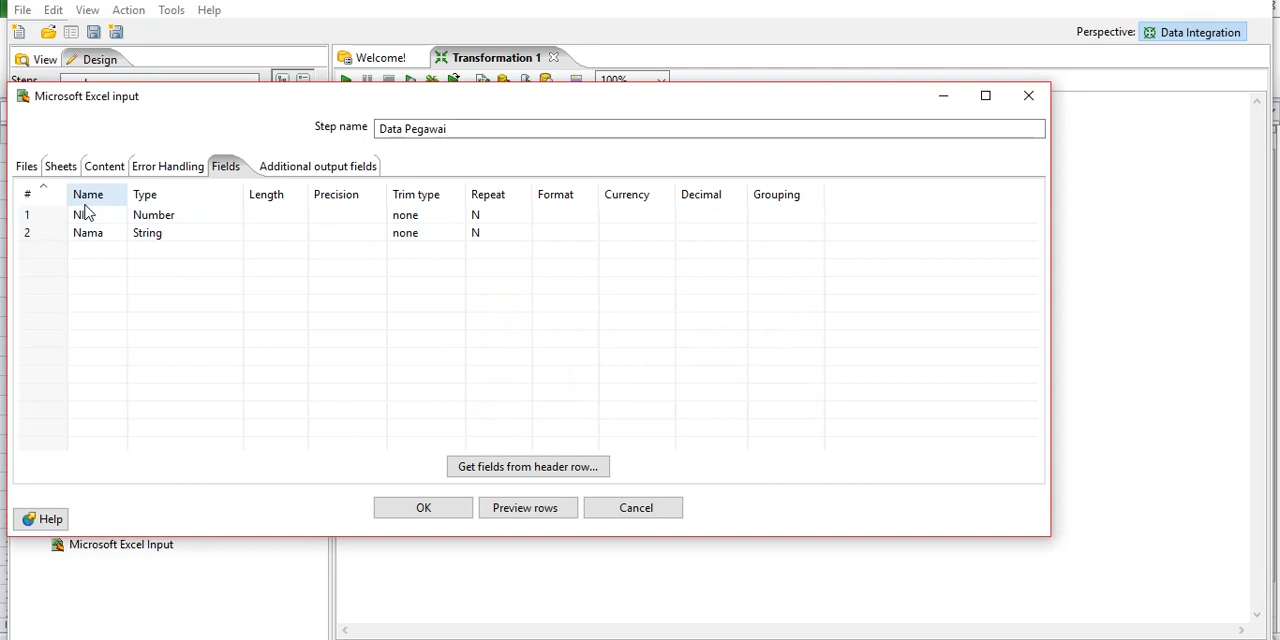 File Edit View Action Tools Help
Perspective: Data Integration
View Design Welcome! Transformation 1
Steps 100%
Microsoft Excel input
Step name Data Pegawai
Files Sheets Content Error Handling Fields Additional output fields
# Name Type Length Precision Trim type Repeat Format Currency Decimal Grouping
1 Number none N
2 Nama String none N
Get fields from header row...
OK Preview rows Cancel
Help
Microsoft Excel Input